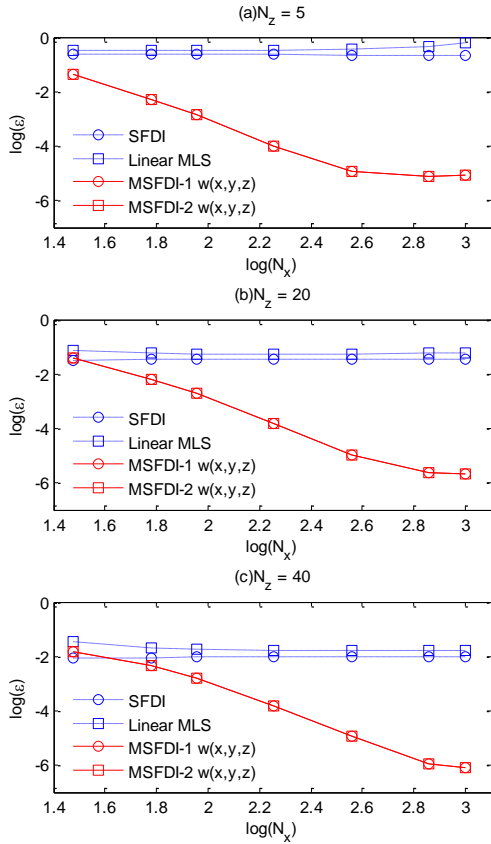 (a)N_z = 5
0
-2
-4
-6
log(ε)
SFDI
Linear MLS
MSFDI-1 w(x,y,z)
MSFDI-2 w(x,y,z)
1.4 1.6 1.8 2 2.2 2.4 2.6 2.8 3
log(N_x)
(b)N_z = 20
0
-2
-4
-6
log(ε)
SFDI
Linear MLS
MSFDI-1 w(x,y,z)
MSFDI-2 w(x,y,z)
1.4 1.6 1.8 2 2.2 2.4 2.6 2.8 3
log(N_x)
(c)N_z = 40
0
-2
-4
-6
log(ε)
SFDI
Linear MLS
MSFDI-1 w(x,y,z)
MSFDI-2 w(x,y,z)
1.4 1.6 1.8 2 2.2 2.4 2.6 2.8 3
log(N_x)